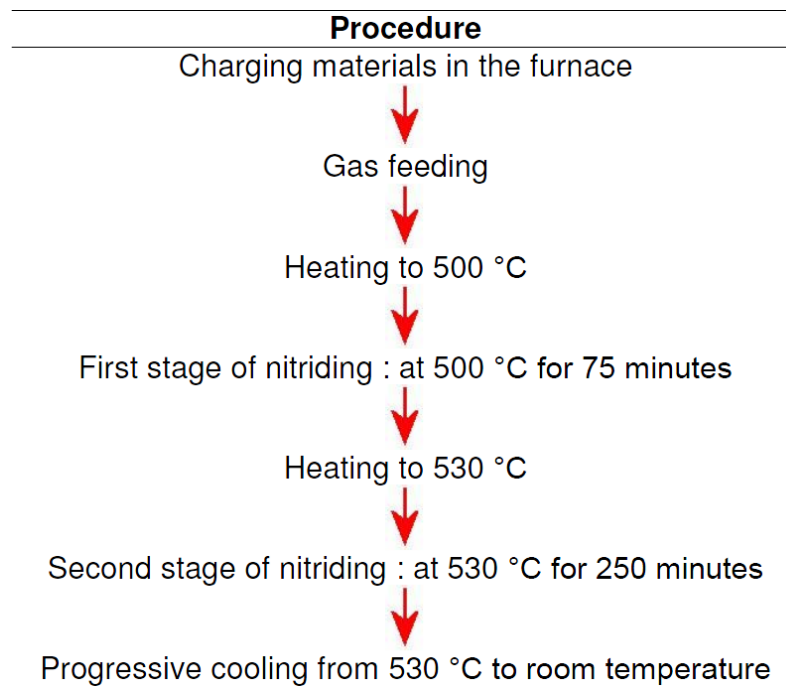 Procedure
Charging materials in the furnace
Gas feeding
Heating to 500 °C
First stage of nitriding : at 500 °C for 75 minutes
Heating to 530 °C
Second stage of nitriding : at 530 °C for 250 minutes
Progressive cooling from 530 °C to room temperature